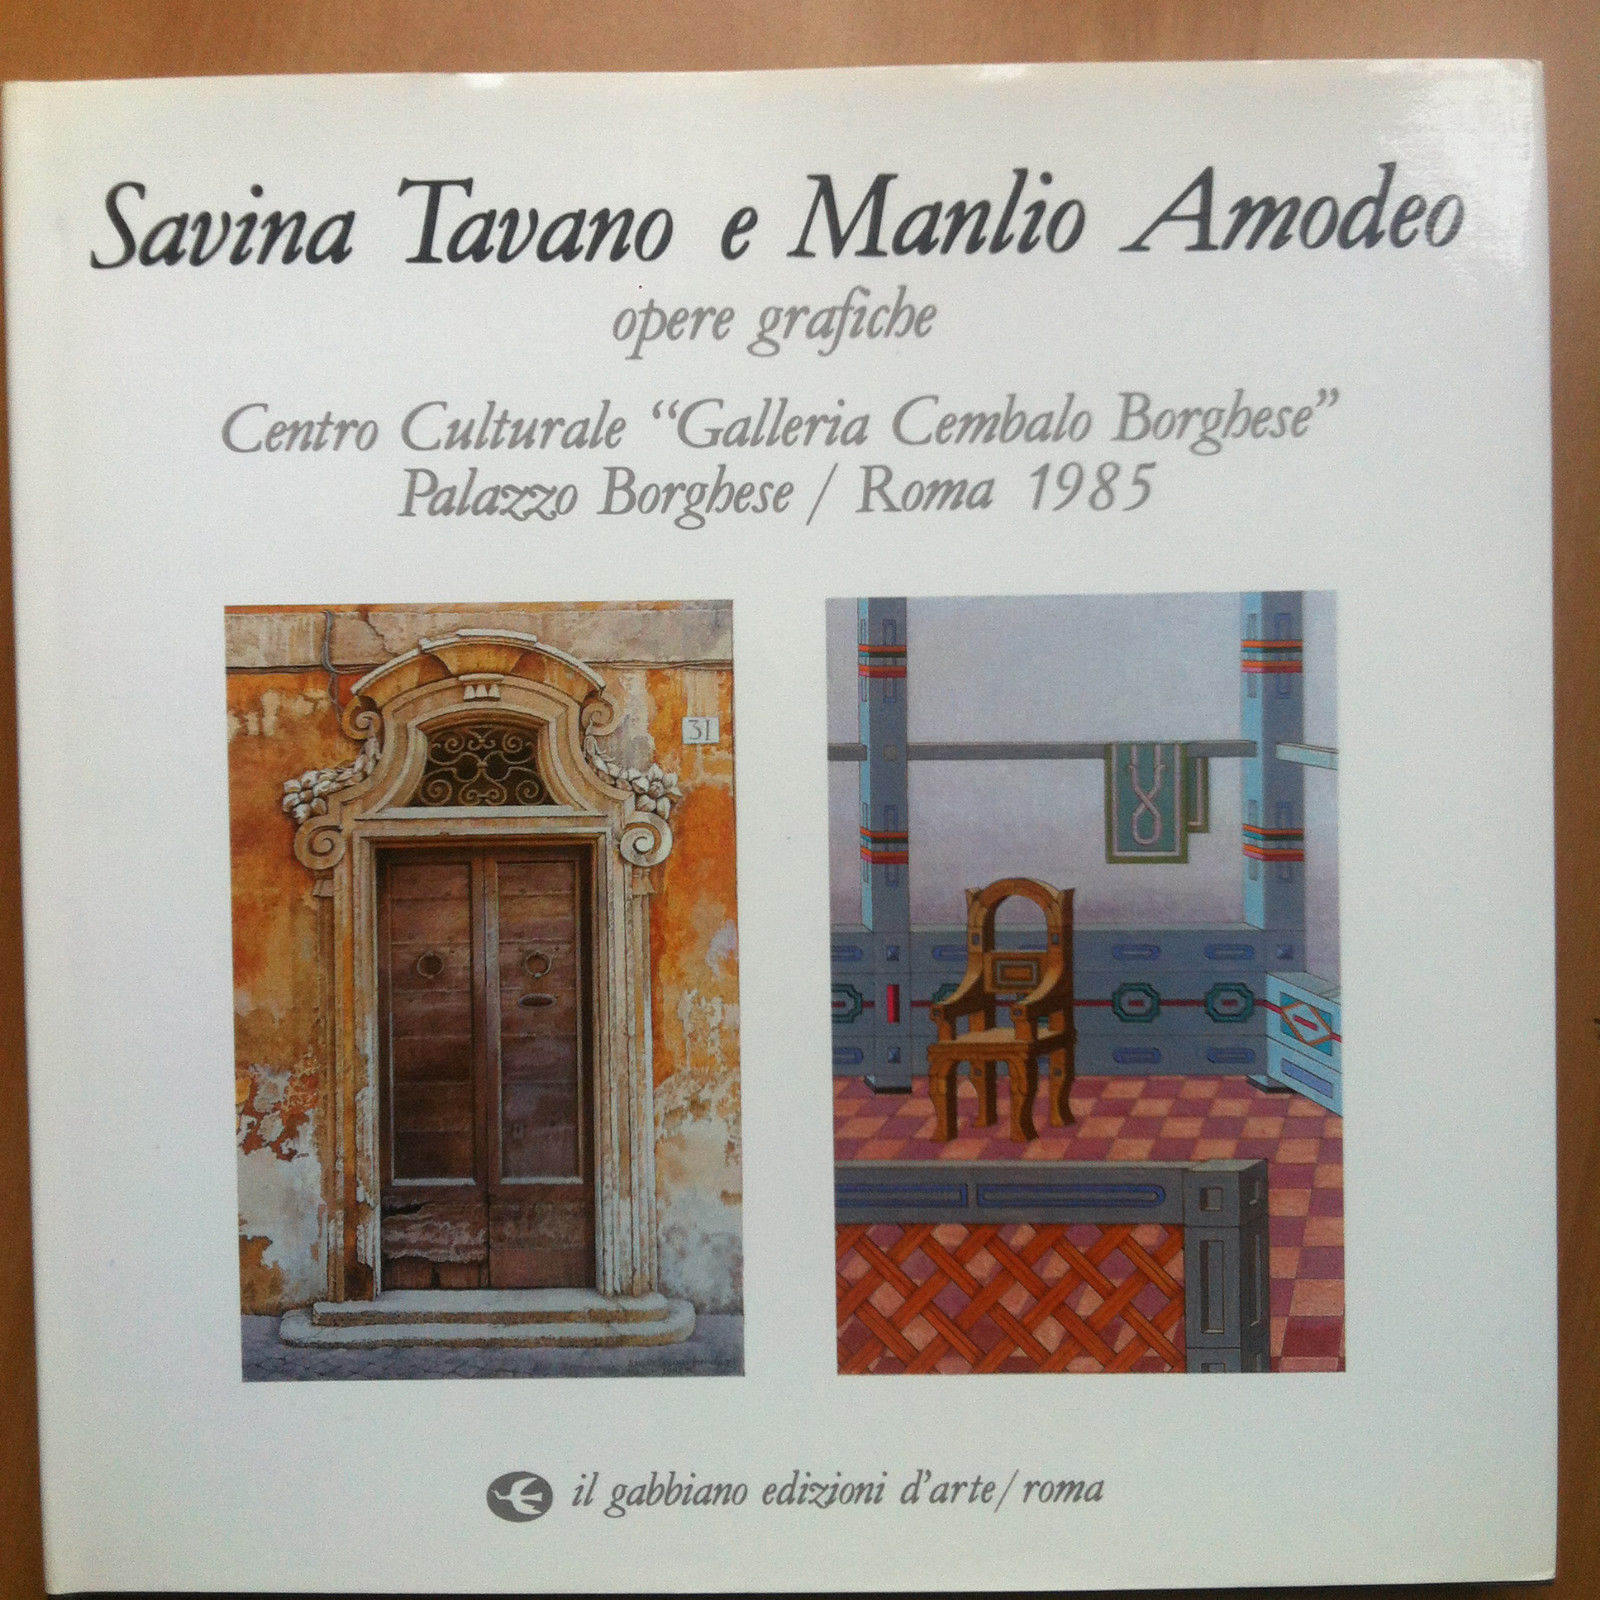 Savina Tavano e Manlio Amodeo
opere grafiche
Centro Culturale “Galleria Cembalo Borghese”
Palazzo Borghese / Roma 1985
31
il gabbiano edizioni d'arte/roma